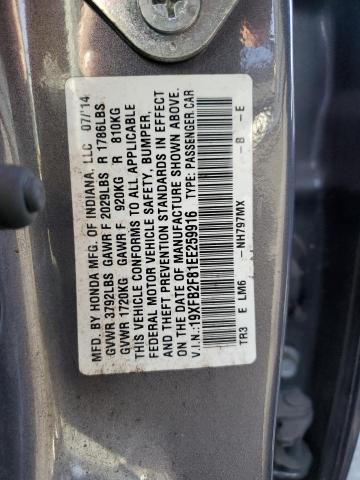 MFD. BY HONDA MFG. OF INDIANA, LLC 07/14
GVWR 3792LBS GAWR F 2029LBS R 1786LBS
GVWR 1720KG GAWR F 920KG R 810KG
THIS VEHICLE CONFORMS TO ALL APPLICABLE
FEDERAL MOTOR VEHICLE SAFETY, BUMPER,
AND THEFT PREVENTION STANDARDS IN EFFECT
ON THE DATE OF MANUFACTURE SHOWN ABOVE.
V.I.N.: 19XFB2F81EE259916 TYPE: PASSENGER CAR
TR3 E LM6 - NH797MX - B - E